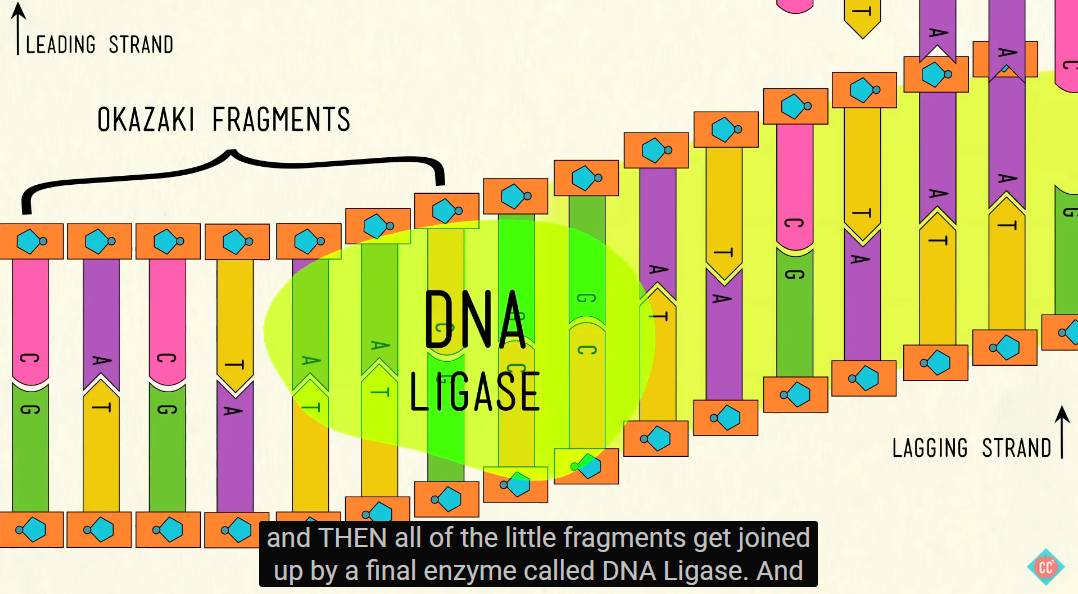 LEADING STRAND
OKAZAKI FRAGMENTS
T
A
A
C
C
A
C
T
A
A
C
G
G
A
T
C
T
A
A
G
T
A
T
G
A
T
T
G
C
C
T
A
G
A
T
T
DNA
LIGASE
LAGGING STRAND
and THEN all of the little fragments get joined
up by a final enzyme called DNA Ligase. And
CC